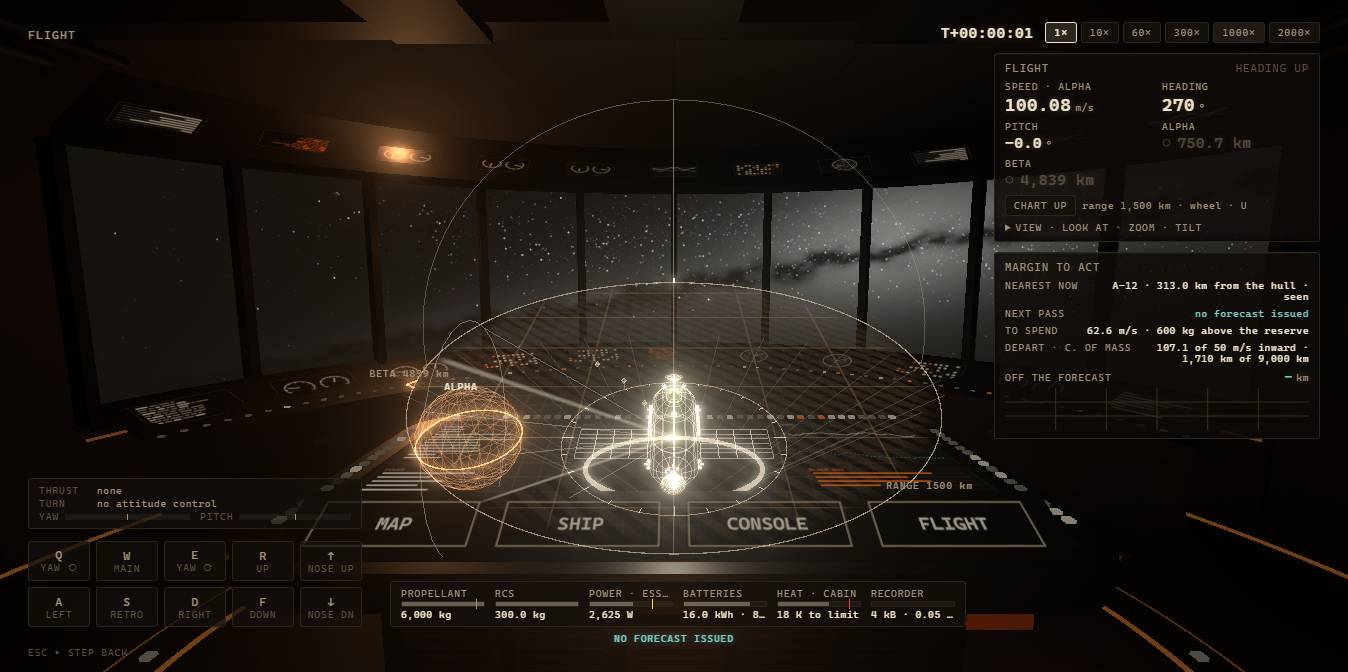 FLIGHT
T+00:00:01 1× 10× 60× 300× 1000× 2000×
FLIGHT HEADING UP
SPEED · ALPHA HEADING
100.08 m/s 270 °
PITCH ALPHA
−0.0 ° ○ 750.7 km
BETA
○ 4,839 km
CHART UP range 1,500 km · wheel · U
▶ VIEW · LOOK AT · ZOOM · TILT
MARGIN TO ACT
NEAREST NOW A−12 · 313.0 km from the hull ·
seen
NEXT PASS no forecast issued
TO SPEND 62.6 m/s · 600 kg above the reserve
DEPART · C. OF MASS 107.1 of 50 m/s inward ·
1,710 km of 9,000 km
OFF THE FORECAST — km
BETA 4859 km
ALPHA
RANGE 1500 km
MAP SHIP CONSOLE FLIGHT
THRUST none
TURN no attitude control
YAW PITCH
Q W E R ↑
YAW ○ MAIN YAW ○ UP NOSE UP
A S D F ↓
LEFT RETRO RIGHT DOWN NOSE DN
PROPELLANT RCS POWER · ESS… BATTERIES HEAT · CABIN RECORDER
6,000 kg 300.0 kg 2,625 W 16.0 kWh · 8… 18 K to limit 4 kB · 0.05 …
NO FORECAST ISSUED
ESC ▸ STEP BACK